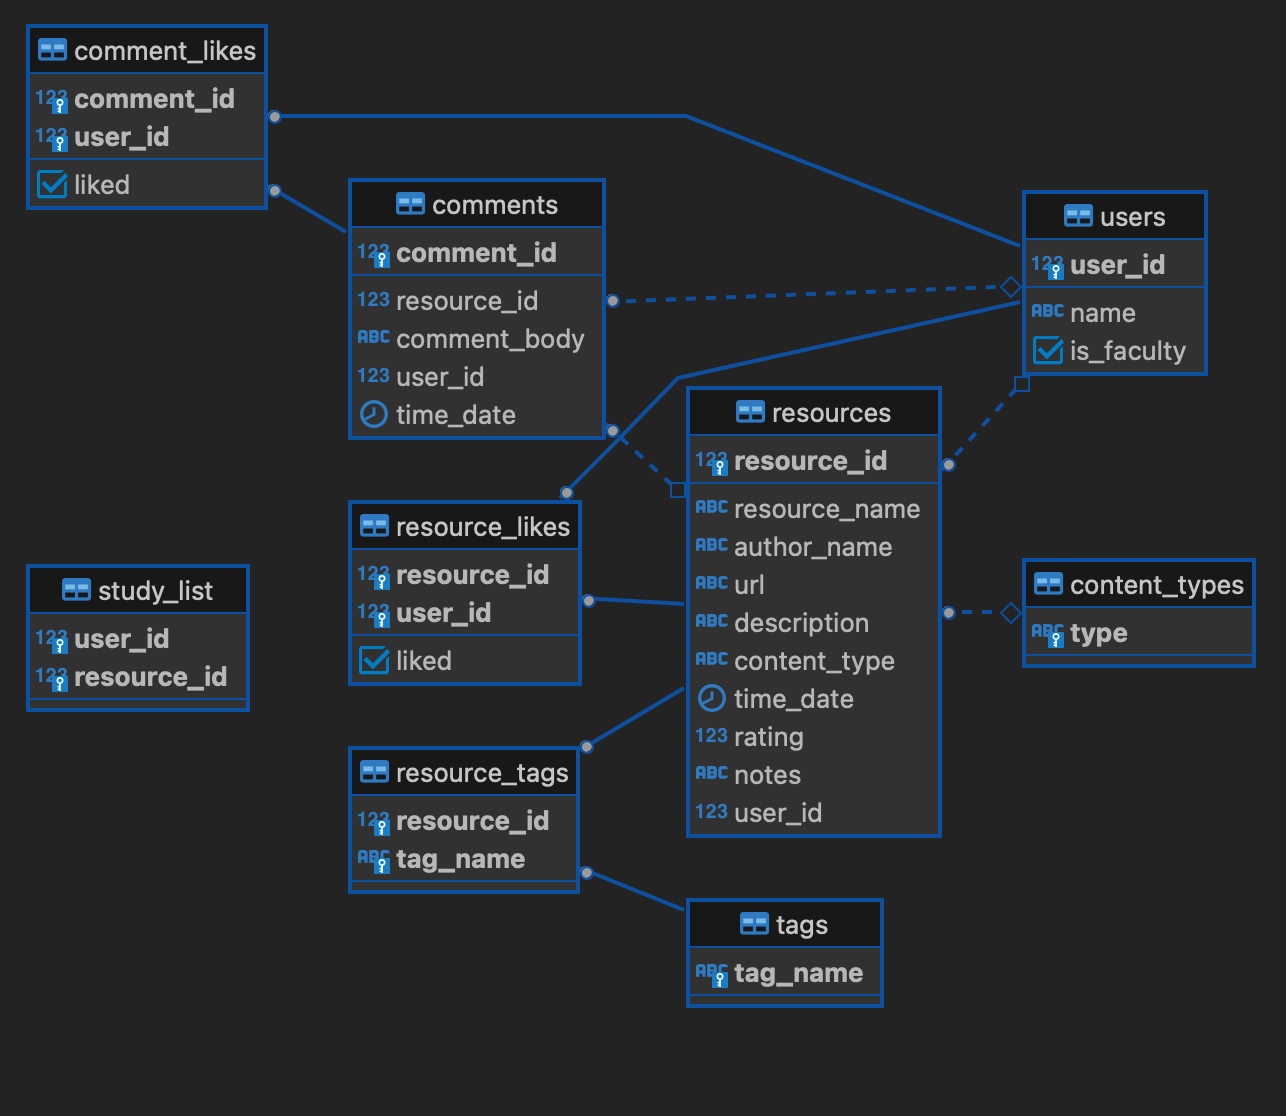 comment_likes
123 comment_id
123 user_id
liked
comments
123 comment_id
123 resource_id
ABC comment_body
123 user_id
time_date
users
123 user_id
ABC name
is_faculty
resources
123 resource_id
ABC resource_name
ABC author_name
ABC url
ABC description
ABC content_type
time_date
123 rating
ABC notes
123 user_id
resource_likes
123 resource_id
123 user_id
liked
study_list
123 user_id
123 resource_id
content_types
ABC type
resource_tags
123 resource_id
ABC tag_name
tags
ABC tag_name